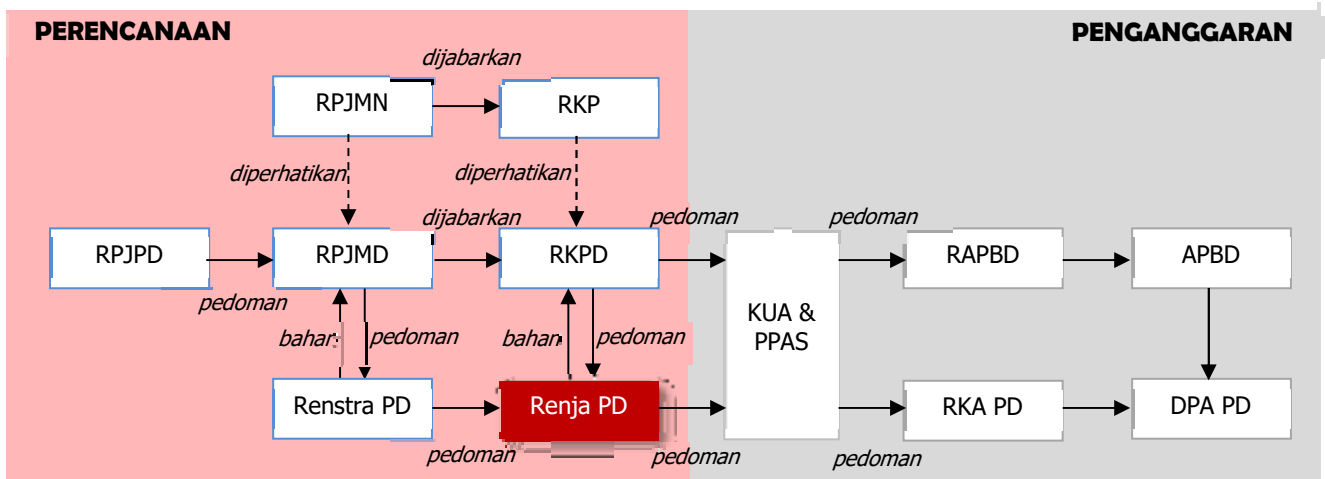 PERENCANAAN
PENGANGGARAN
dijabarkan
RPJMN
RKP
diperhatikan
diperhatikan
dijabarkan
pedoman
pedoman
RPJPD
RPJMD
RKPD
RAPBD
APBD
pedoman
KUA &
PPAS
bahan
pedoman
bahan
pedoman
Renstra PD
Renja PD
RKA PD
DPA PD
pedoman
pedoman
pedoman